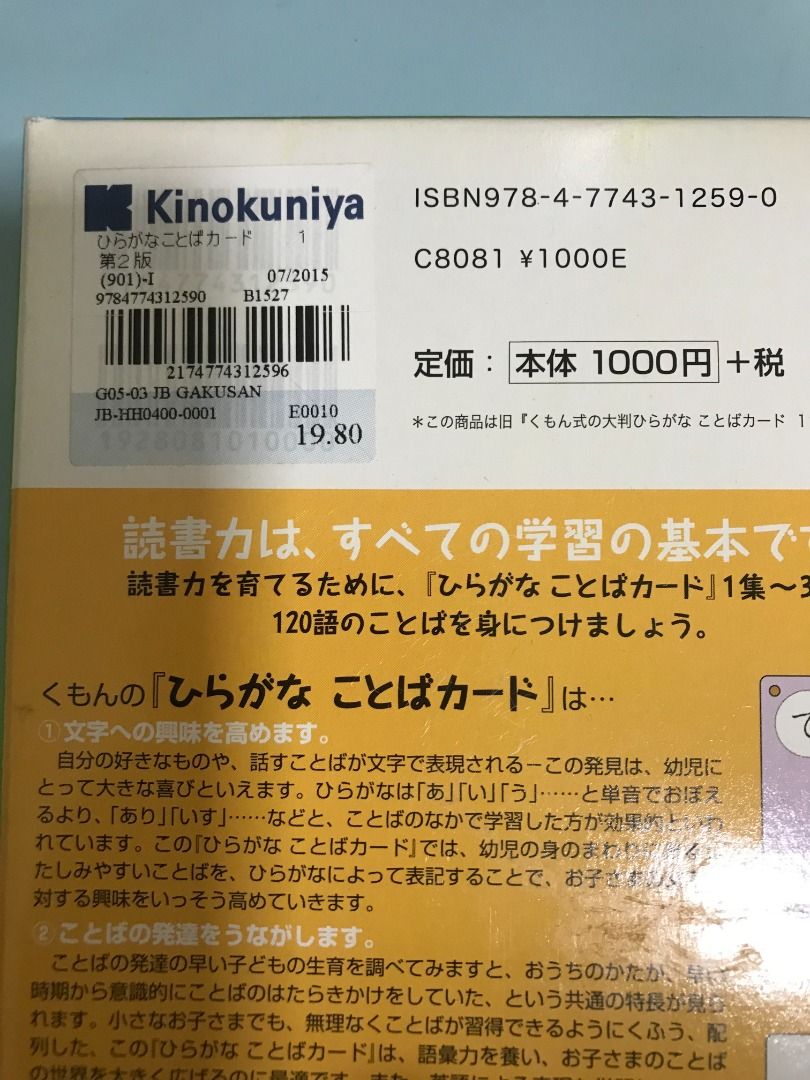 Kinokuniya
ひらがなことばカード 1
第2版
(901)-I 07/2015
9784774312590 B1527
2174774312596
G05-03 JB GAKUSAN
JB-HH0400-0001 E0010
19.80
ISBN978-4-7743-1259-0
C8081 ¥1000E
定価: 本体 1000円 +税
*この商品は旧『くもん式の大判ひらがな ことばカード 1
読書力は、すべての学習の基本です
読書力を育てるために、『ひらがな ことばカード』1集〜3
120語のことばを身につけましょう。
くもんの『ひらがな ことばカード』は…
①文字への興味を高めます。
自分の好きなものや、話すことばが文字で表現される−この発見は、幼児に
とって大きな喜びといえます。ひらがなは「あ」「い」「う」……と単音でおぼえ
るより、「あり」「いす」……などと、ことばのなかで学習した方が効果的といわ
れています。この『ひらがな ことばカード』では、幼児の身のまわりに
たしみやすいことばを、ひらがなによって表記することで、お子さまの
対する興味をいっそう高めていきます。
②ことばの発達をうながします。
ことばの発達の早い子どもの生育を調べてみますと、おうちのかたが、早い
時期から意識的にことばのはたらきかけをしていた、という共通の特長が見ら
れます。小さなお子さまでも、無理なくことばが習得できるようにくふう、配
列した、この『ひらがな ことばカード』は、語彙力を養い、お子さまのことば
の世界を大きく広げるのに最適です。また、英語による表現